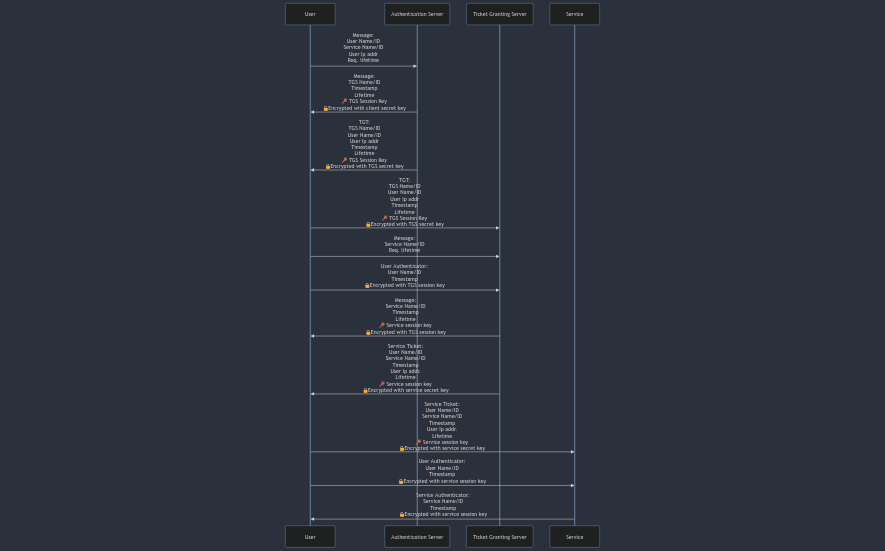 User
Authentication Server
Ticket Granting Server
Service
Message:
User Name/ID
Service Name/ID
User Ip addr
Req. lifetime
Message:
TGS Name/ID
Timestamp
Lifetime
🔑 TGS Session Key
🔒Encrypted with client secret key
TGT:
TGS Name/ID
User Name/ID
User Ip addr
Timestamp
Lifetime
🔑 TGS Session Key
🔒Encrypted with TGS secret key
TGT:
TGS Name/ID
User Name/ID
User Ip addr
Timestamp
Lifetime
🔑 TGS Session Key
🔒Encrypted with TGS secret key
Message:
Service Name/ID
Req. lifetime
User Authenticator:
User Name/ID
Timestamp
🔒Encrypted with TGS session key
Message:
Service Name/ID
Timestamp
Lifetime
🔑 Service session key
🔒Encrypted with TGS session key
Service Ticket:
User Name/ID
Service Name/ID
Timestamp
User Ip addr.
Lifetime
🔑 Service session key
🔒Encrypted with service secret key
Service Ticket:
User Name/ID
Service Name/ID
Timestamp
User Ip addr.
Lifetime
🔑 Service session key
🔒Encrypted with service secret key
User Authenticator:
User Name/ID
Timestamp
🔒Encrypted with service session key
Service Authenticator:
Service Name/ID
Timestamp
🔒Encrypted with service session key
User
Authentication Server
Ticket Granting Server
Service